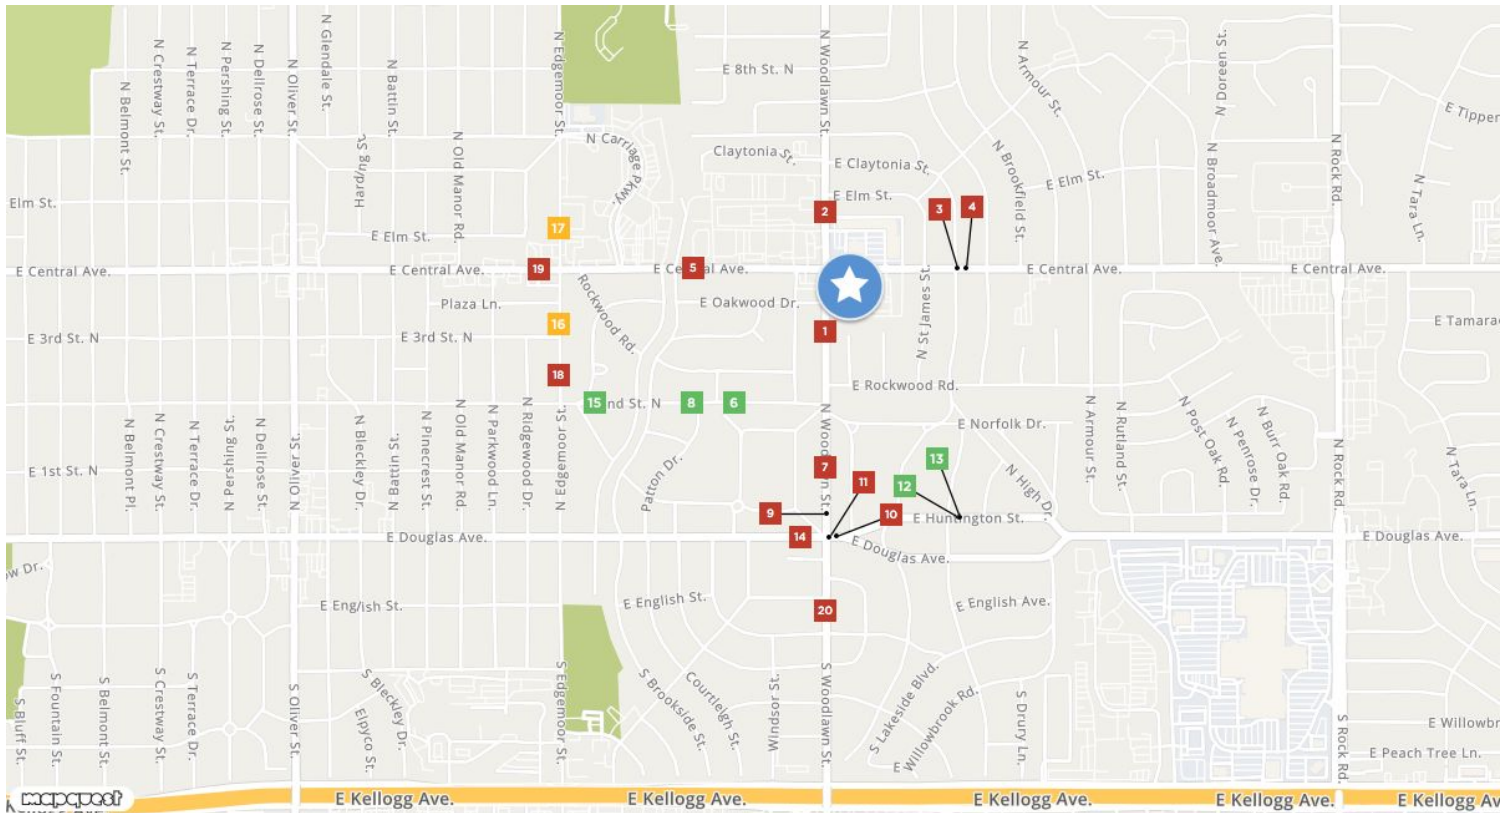 N Glendale St.
N Edgemoor St.
N Woodlawn St.
N Doreen St.
N Crestway St.
N Terrace Dr.
N Pershing St.
N Dellrose St.
N Oliver St.
N Battin St.
E 8th St. N
N Armour St.
N Belmont St.
E Tipper
N Carriage Pkwy.
N Old Manor Rd.
Harding St.
Claytonia St.
E Claytonia St.
N Brookfield St.
N Broadmoor Ave.
N Rock Rd.
E Elm St.
N Tara Ln.
Elm St.
E Elm St.
2
3
4
17
E Elm St.
E Central Ave.
E Central Ave.
19
5
E Central Ave.
E Central Ave.
E Central Ave.
Plaza Ln.
Rockwood Rd.
E Oakwood Dr.
N St James St.
16
1
E Tamara
E 3rd St. N
E 3rd St. N
18
E Rockwood Rd.
15
nd St. N
8
6
N Belmont Pl.
N Crestway St.
N Terrace Dr.
N Pershing St.
N Dellrose St.
N Oliver St.
N Bleckley Dr.
N Battin St.
N Pinecrest St.
N Old Manor Rd.
N Parkwood Ln.
N Ridgewood Dr.
N Edgemoor St.
N Woodlawn St.
E Norfolk Dr.
N Armour St.
N Rutland St.
N Post Oak Rd.
N Penrose Dr.
N Burr Oak Rd.
N Rock Rd.
N Tara Ln.
E 1st St. N
Patton Dr.
7
13
11
12
N High Dr.
9
10
E Huntington St.
E Douglas Ave.
14
E Douglas Ave.
E Douglas Ave.
ow Dr.
E English St.
E English St.
20
E English Ave.
S Bluff St.
S Fountain St.
S Belmont St.
S Crestway St.
S Terrace Dr.
S Oliver St.
S Bleckley Dr.
Elpyco St.
S Edgemoor St.
S Brookside St.
Courtleigh St.
Windsor St.
S Woodlawn St.
S Lakeside Blvd.
E Willowbrook Rd.
S Drury Ln.
S Rock Rd.
E Willowbr
E Peach Tree Ln.
mapquest
E Kellogg Ave.
E Kellogg Ave.
E Kellogg Ave.
E Kellogg Ave.
E Kellogg Av